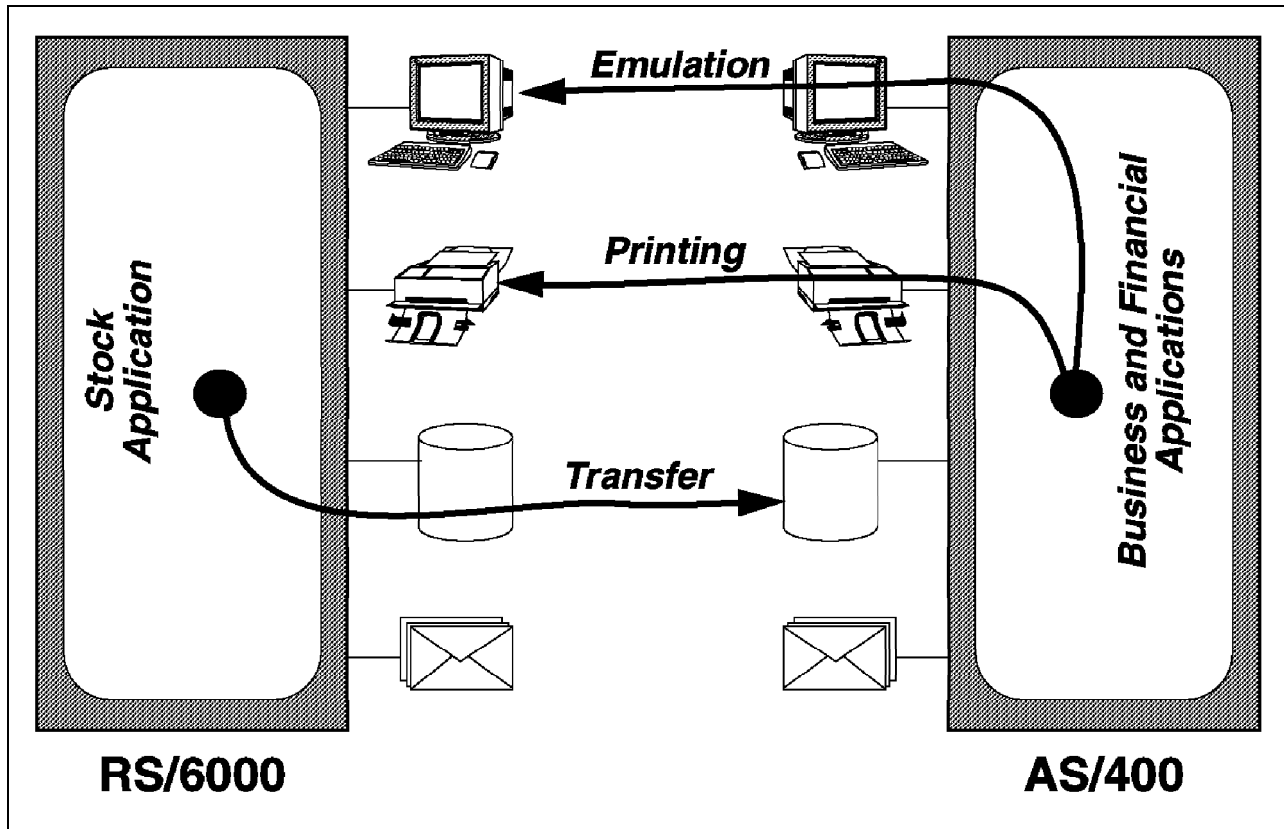 Emulation
Printing
Stock
Application
Business and Financial
Applications
Transfer
RS/6000
AS/400